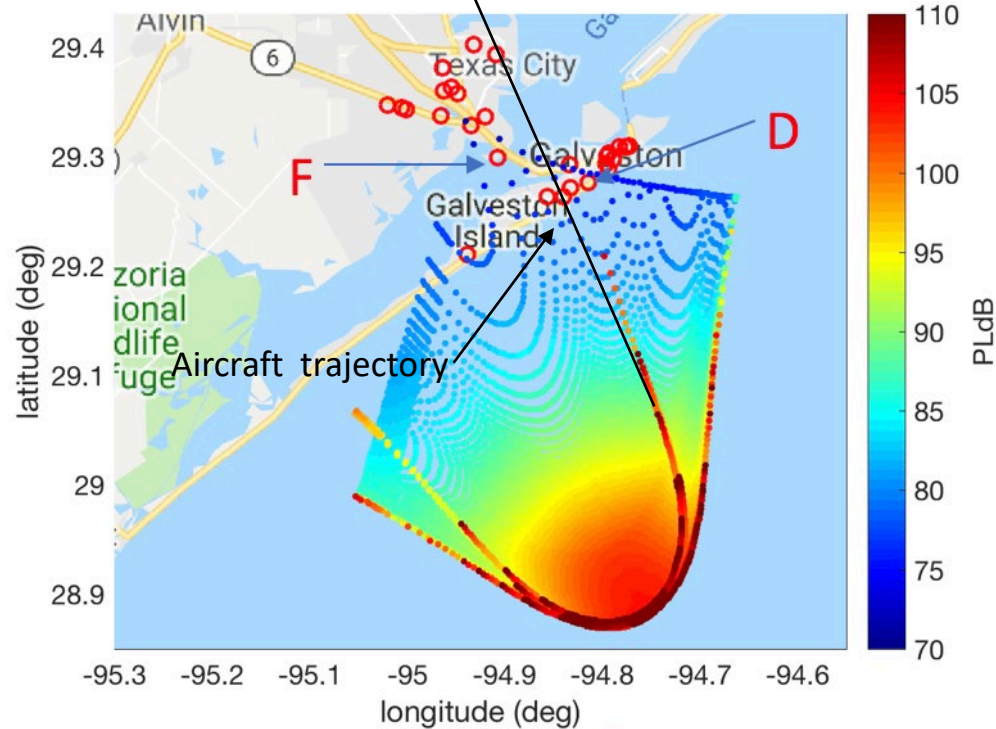 Alvin
6
Texas City
Ga
Galveston
D
F
Galveston
Island
zoria
ional
dlife
fuge
Aircraft trajectory
29.4
29.3
29.2
29.1
29
28.9
latitude (deg)
-95.3
-95.2
-95.1
-95
-94.9
-94.8
-94.7
-94.6
longitude (deg)
110
105
100
95
90
85
80
75
70
PLdB